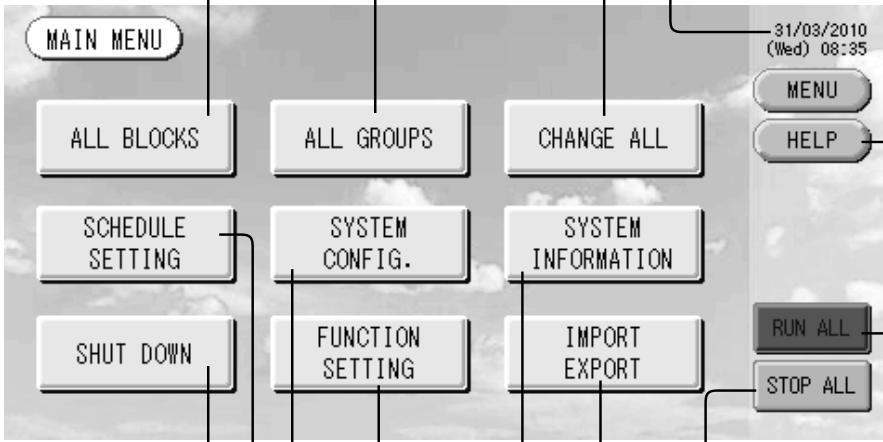 MAIN MENU
31/03/2010
(Wed) 08:35
MENU
HELP
ALL BLOCKS
ALL GROUPS
CHANGE ALL
SCHEDULE
SETTING
SYSTEM
CONFIG.
SYSTEM
INFORMATION
SHUT DOWN
FUNCTION
SETTING
IMPORT
EXPORT
RUN ALL
STOP ALL